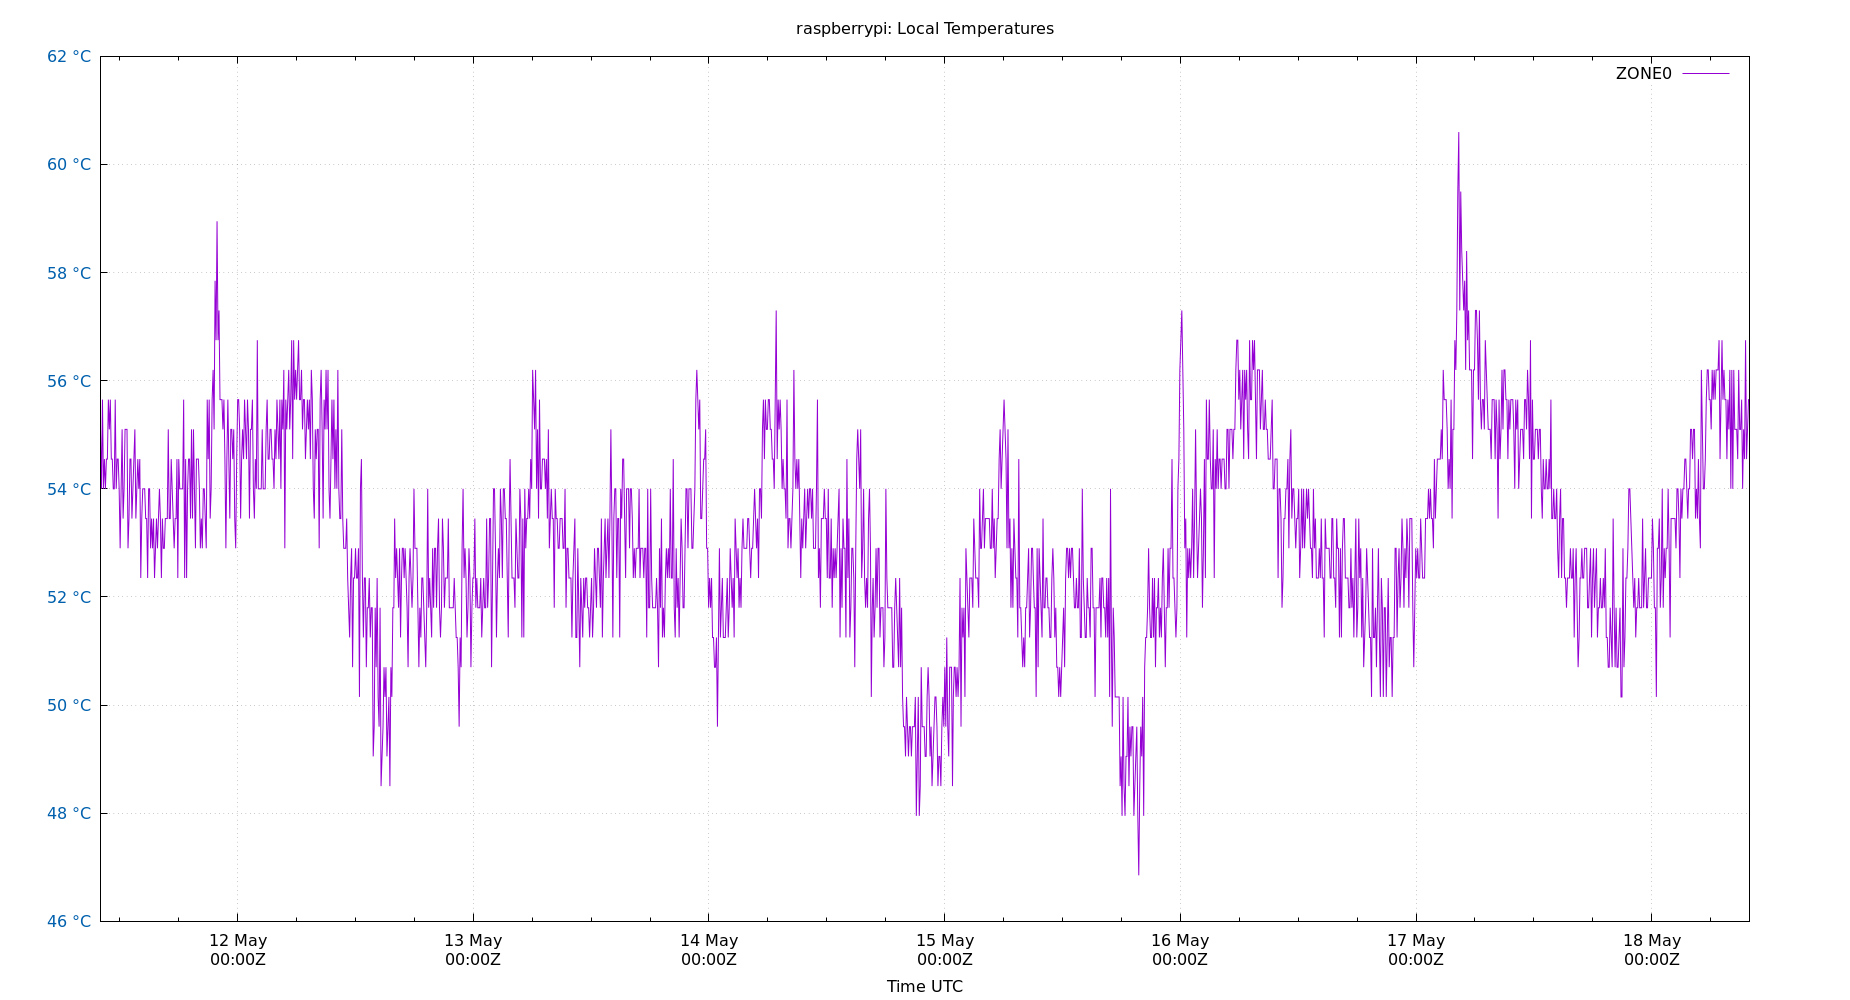 raspberrypi: Local Temperatures
62 °C
ZONE0
60 °C
58 °C
56 °C
54 °C
52 °C
50 °C
48 °C
46 °C
12 May 13 May 14 May 15 May 16 May 17 May 18 May
00:00Z 00:00Z 00:00Z 00:00Z 00:00Z 00:00Z 00:00Z
Time UTC